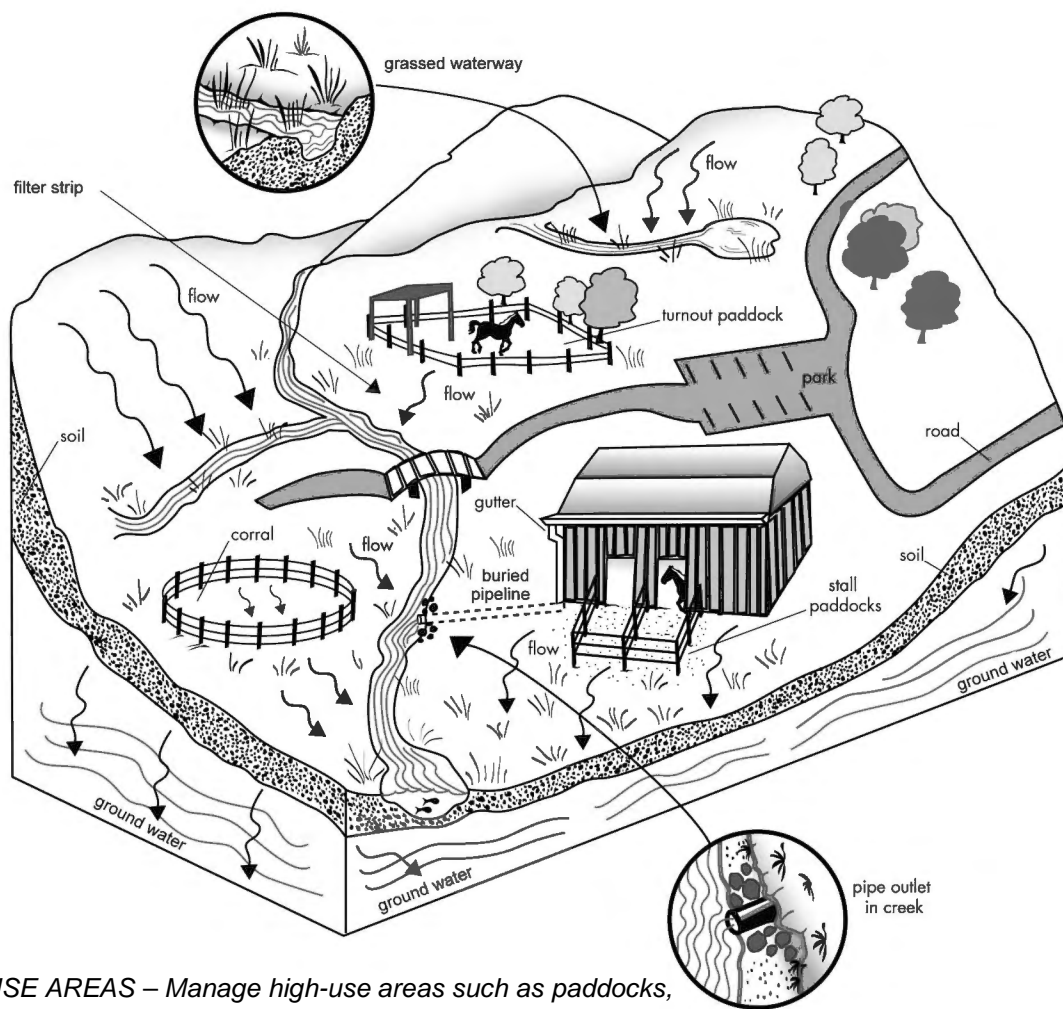 grassed waterway
filter strip
flow
flow
turnout paddock
flow
park
soil
road
gutter
corral
flow
buried
pipeline
soil
stall
paddocks
flow
ground water
ground water
ground water
pipe outlet
in creek
USE AREAS – Manage high-use areas such as paddocks,